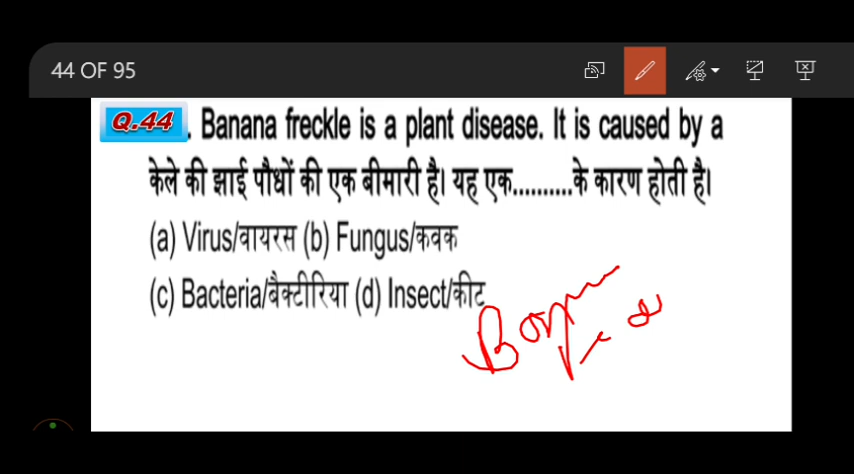 44 OF 95
Q.44 . Banana freckle is a plant disease. It is caused by a
केले की झाई पौधों की एक बीमारी है। यह एक..........के कारण होती है।
(a) Virus/वायरस (b) Fungus/कवक
(c) Bacteria/बैक्टीरिया (d) Insect/कीट